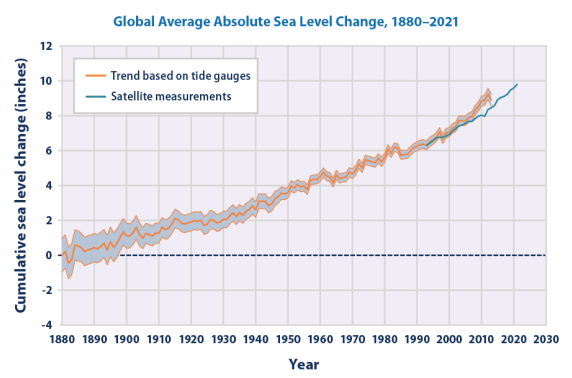 Global Average Absolute Sea Level Change, 1880–2021
Cumulative sea level change (inches)
12
10
8
6
4
2
0
-2
-4
Trend based on tide gauges
Satellite measurements
1880 1890 1900 1910 1920 1930 1940 1950 1960 1970 1980 1990 2000 2010 2020 2030
Year